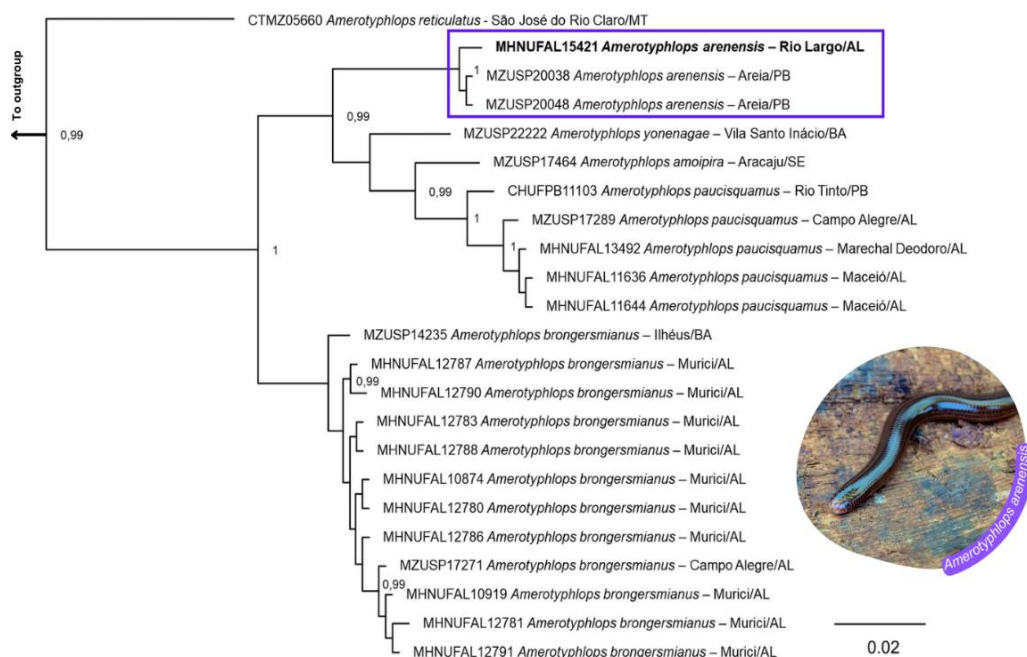 CTMZ05660 Amerotyphlops reticulatus - São José do Rio Claro/MT
MHNUFAL15421 Amerotyphlops arenensis – Rio Largo/AL
1
MZUSP20038 Amerotyphlops arenensis – Areia/PB
MZUSP20048 Amerotyphlops arenensis – Areia/PB
To outgroup
0,99
0,99
MZUSP22222 Amerotyphlops yonenagae – Vila Santo Inácio/BA
MZUSP17464 Amerotyphlops amoipira – Aracaju/SE
0,99
CHUFPB11103 Amerotyphlops paucisquamus – Rio Tinto/PB
1
MZUSP17289 Amerotyphlops paucisquamus – Campo Alegre/AL
1
MHNUFAL13492 Amerotyphlops paucisquamus – Marechal Deodoro/AL
1
MHNUFAL11636 Amerotyphlops paucisquamus – Maceió/AL
MHNUFAL11644 Amerotyphlops paucisquamus – Maceió/AL
MZUSP14235 Amerotyphlops brongersmianus – Ilhéus/BA
MHNUFAL12787 Amerotyphlops brongersmianus – Murici/AL
0,99
MHNUFAL12790 Amerotyphlops brongersmianus – Murici/AL
MHNUFAL12783 Amerotyphlops brongersmianus – Murici/AL
MHNUFAL12788 Amerotyphlops brongersmianus – Murici/AL
MHNUFAL10874 Amerotyphlops brongersmianus – Murici/AL
MHNUFAL12780 Amerotyphlops brongersmianus – Murici/AL
MHNUFAL12786 Amerotyphlops brongersmianus – Murici/AL
MZUSP17271 Amerotyphlops brongersmianus – Campo Alegre/AL
0,99
MHNUFAL10919 Amerotyphlops brongersmianus – Murici/AL
MHNUFAL12781 Amerotyphlops brongersmianus – Murici/AL
MHNUFAL12791 Amerotyphlops brongersmianus – Murici/AL
Amerotyphlops arenensis
0.02